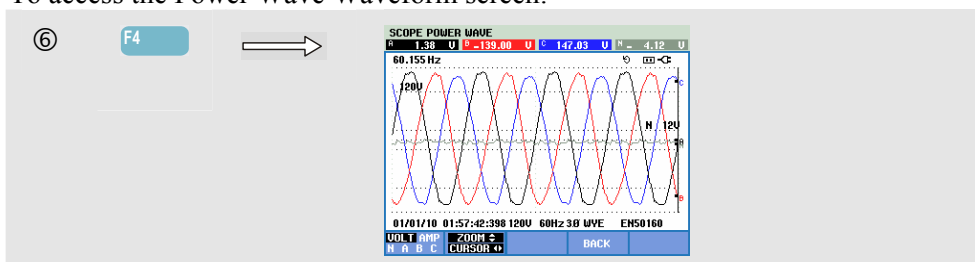 To access the Power Wave Waveform screen:
⑥ F4
SCOPE POWER WAVE
A 1.38 V B -139.00 V C 147.03 V N - 4.12 V
60.155 Hz
120V
C
N 12V
A
B
01/01/10 01:57:42:398 120V 60Hz 3Ø WYE EN50160
VOLT AMP ZOOM
N A B C CURSOR BACK